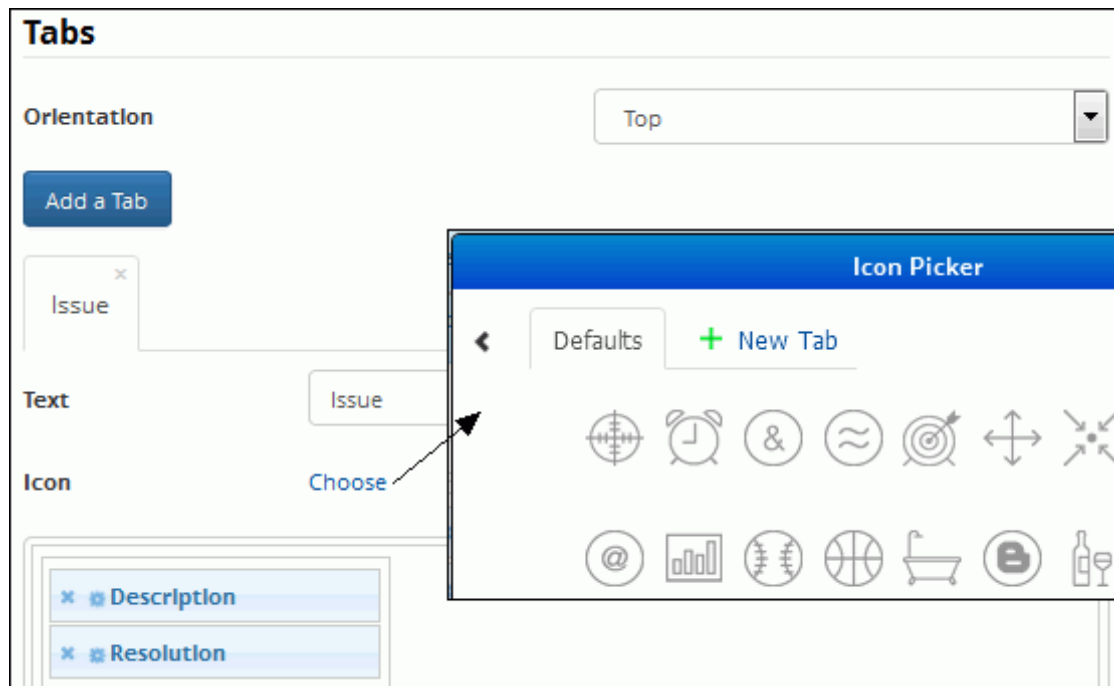 Tabs
Orientation
Top
Add a Tab
Icon Picker
Issue
Defaults
+ New Tab
Text
Issue
&
Icon
Choose
@
B
Description
Resolution